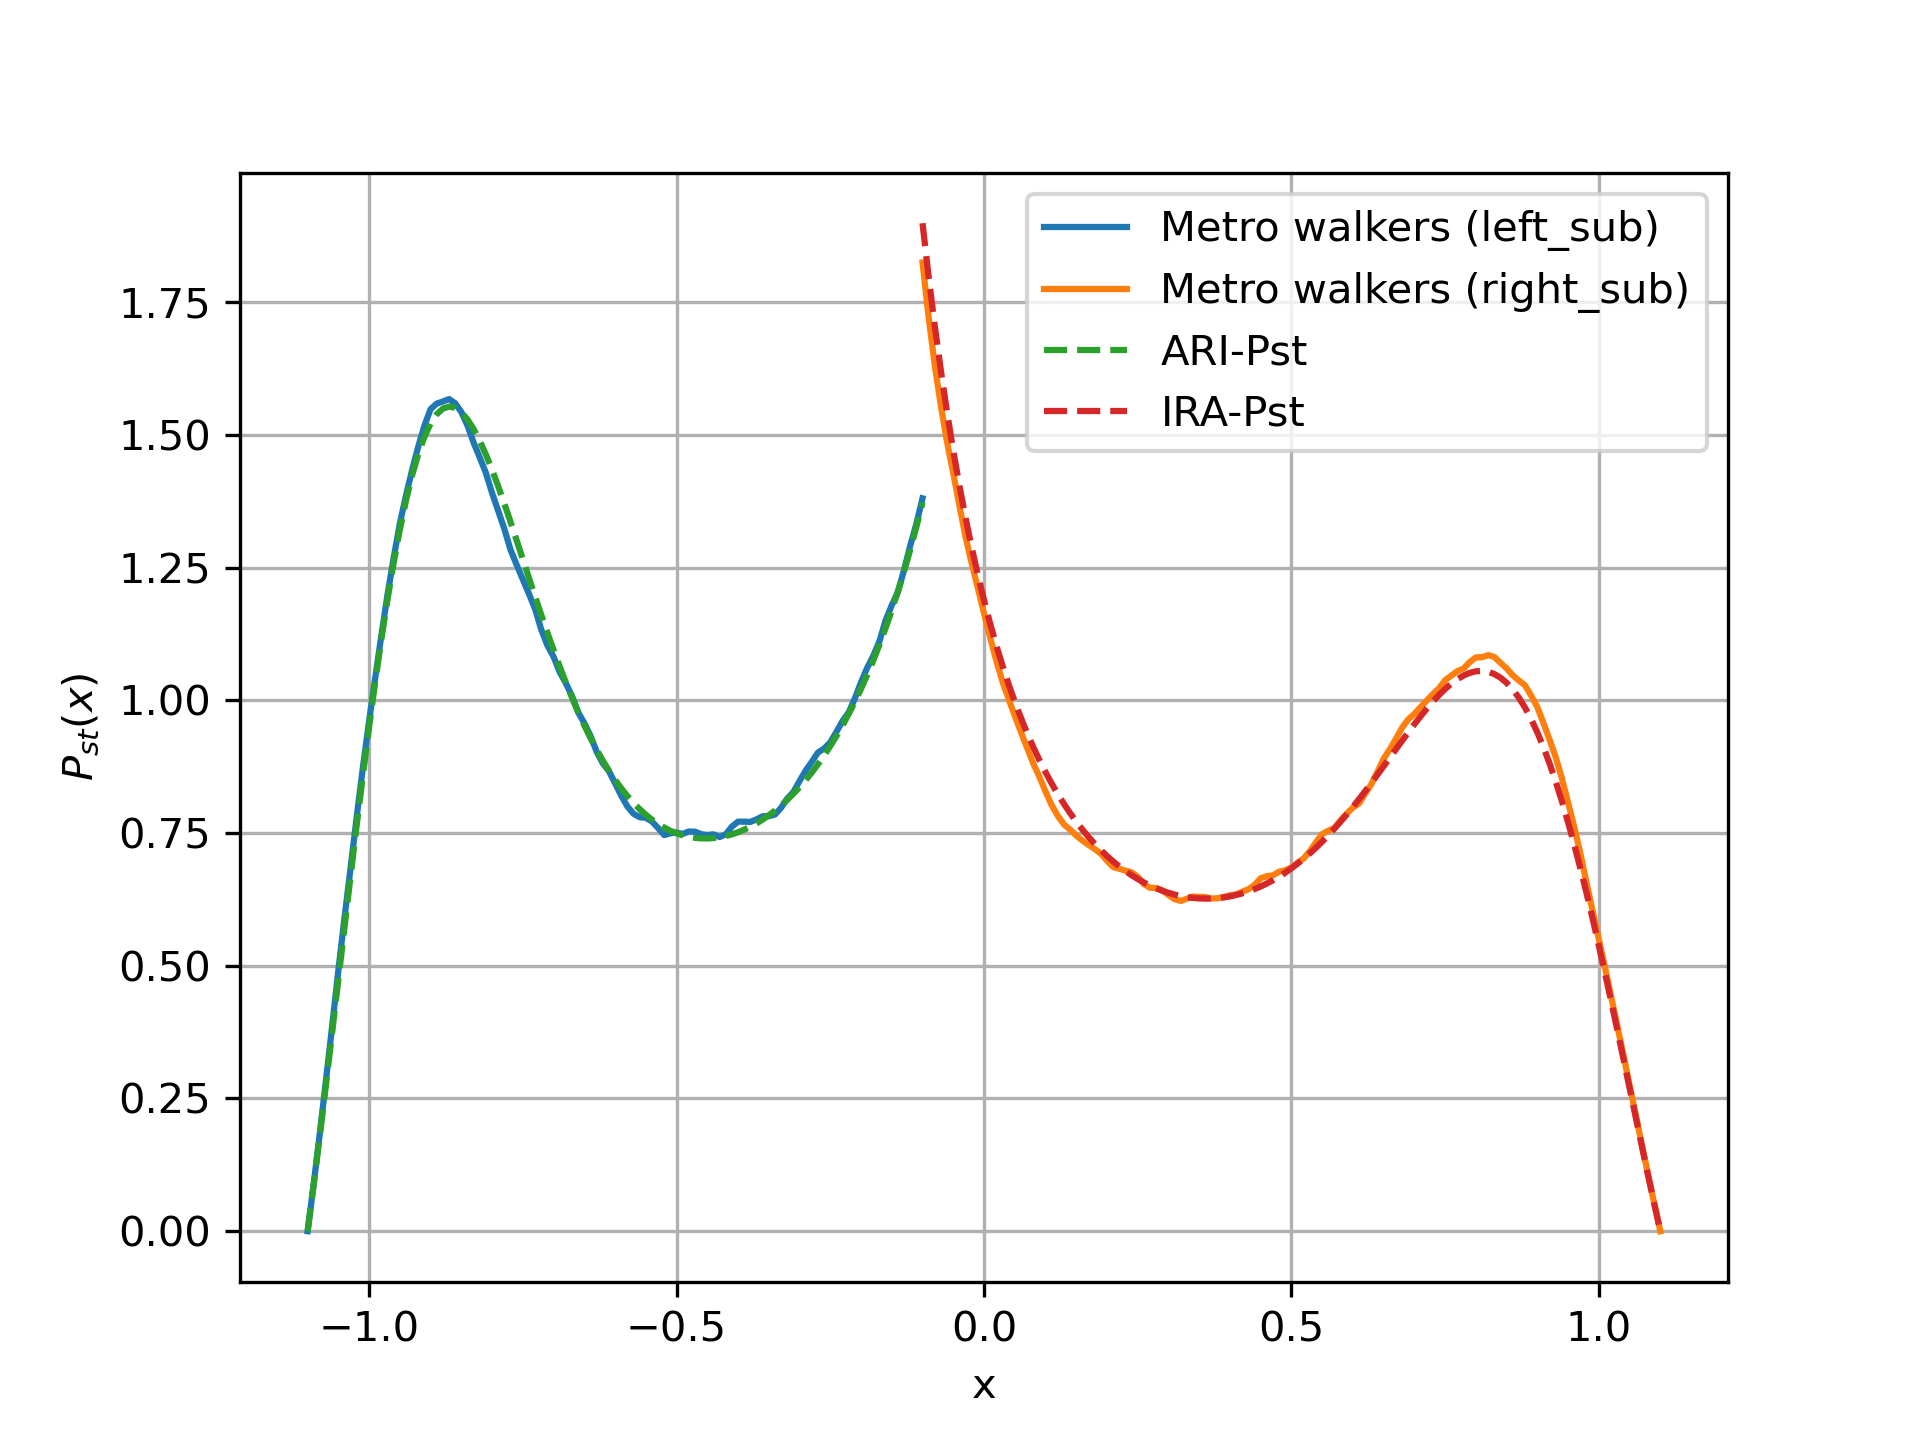 Metro walkers (left_sub)
Metro walkers (right_sub)
ARI-Pst
IRA-Pst
1.75
1.50
1.25
1.00
0.75
0.50
0.25
0.00
P_{st}(x)
−1.0 −0.5 0.0 0.5 1.0
x